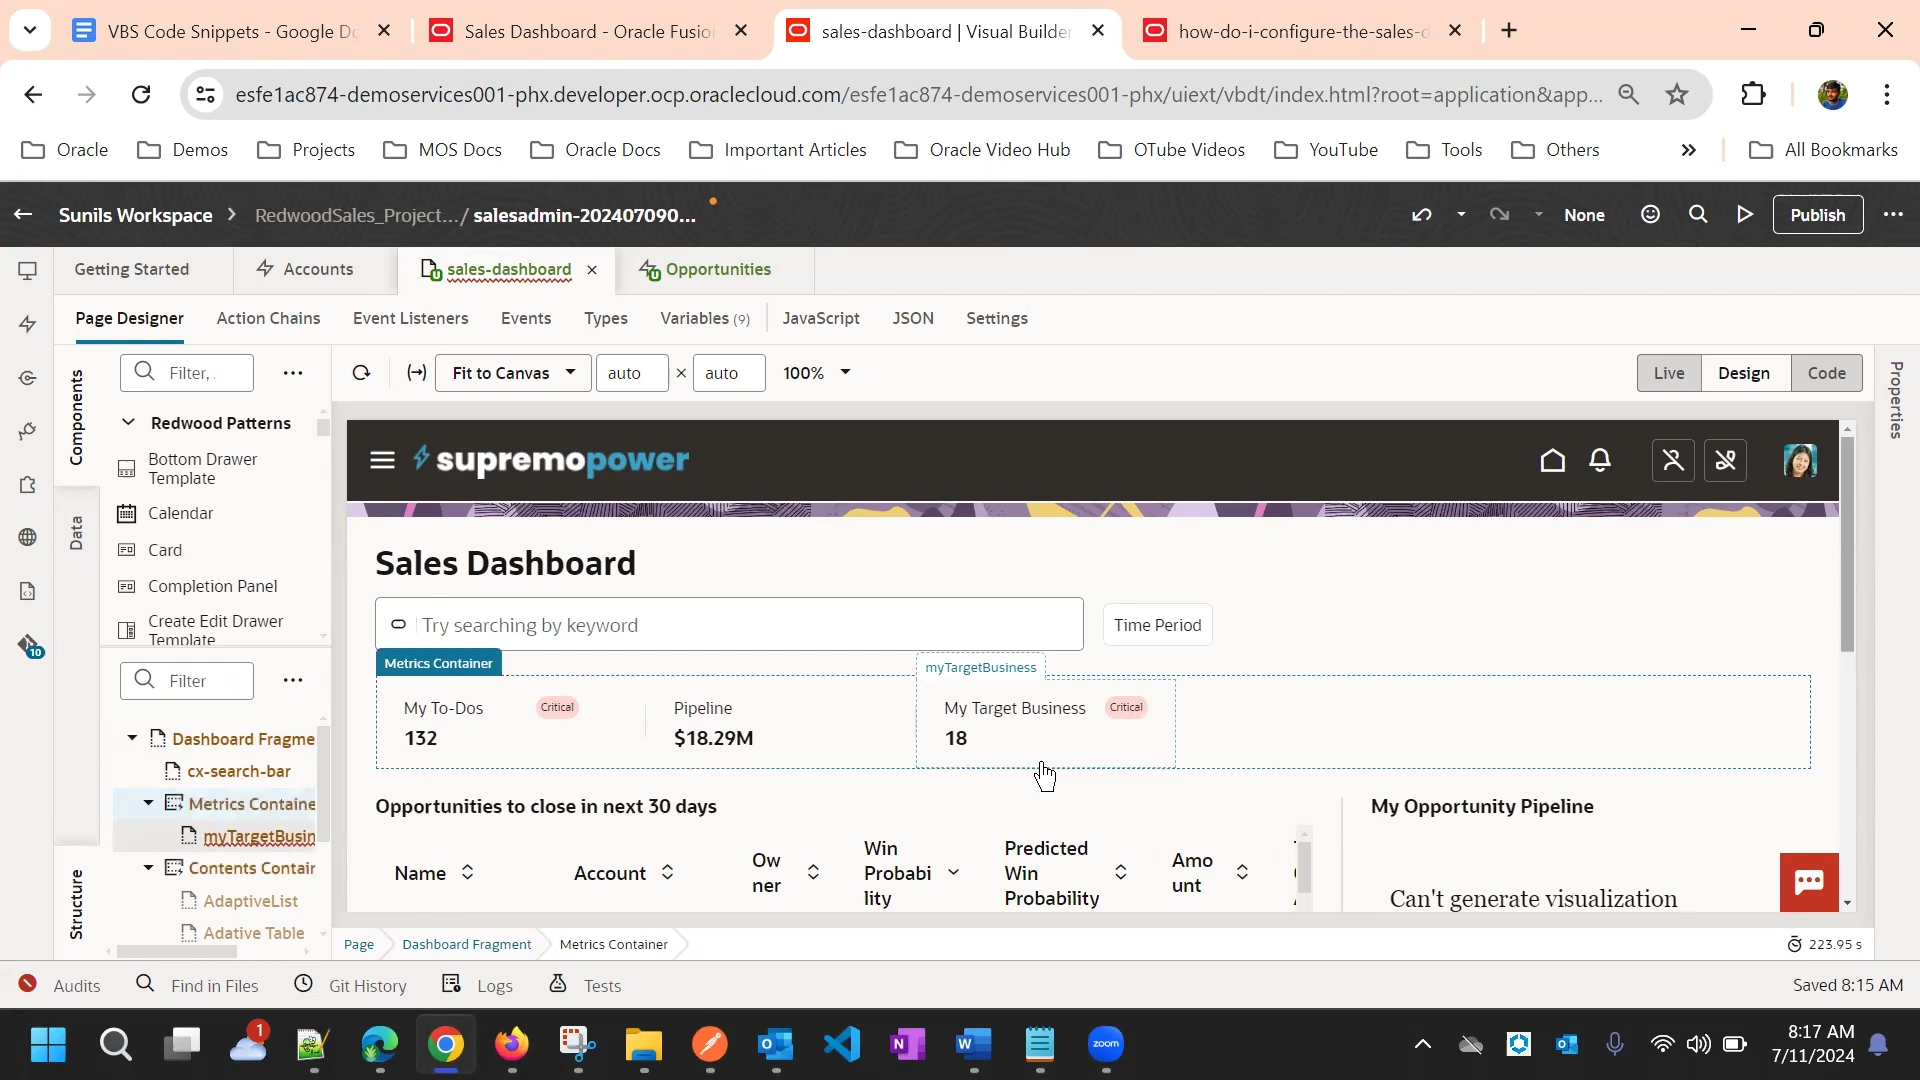 VBS Code Snippets - Google Do
Sales Dashboard - Oracle Fusion
sales-dashboard | Visual Builder
how-do-i-configure-the-sales-d
esfe1ac874-demoservices001-phx.developer.ocp.oraclecloud.com/esfe1ac874-demoservices001-phx/uiext/vbdt/index.html?root=application&app...
Oracle
Demos
Projects
MOS Docs
Oracle Docs
Important Articles
Oracle Video Hub
OTube Videos
YouTube
Tools
Others
All Bookmarks
Sunils Workspace
RedwoodSales_Project.../ salesadmin-202407090...
None
Publish
Getting Started
Accounts
sales-dashboard
Opportunities
Page Designer
Action Chains
Event Listeners
Events
Types
Variables (9)
JavaScript
JSON
Settings
Components
Data
Filter,
Redwood Patterns
Bottom Drawer
Template
Calendar
Card
Completion Panel
Create Edit Drawer
Template
Structure
Filter
Dashboard Fragme
cx-search-bar
Metrics Containe
myTargetBusin
Contents Contair
AdaptiveList
Adative Table
Fit to Canvas
auto
×
auto
100%
Live
Design
Code
Properties
supremopower
Sales Dashboard
Try searching by keyword
Time Period
Metrics Container
myTargetBusiness
My To-Dos
Critical
132
Pipeline
$18.29M
My Target Business
Critical
18
Opportunities to close in next 30 days
My Opportunity Pipeline
Name
Account
Ow
ner
Win
Probabi
lity
Predicted
Win
Probability
Amo
unt
Can't generate visualization
Page
Dashboard Fragment
Metrics Container
223.95 s
Audits
Find in Files
Git History
Logs
Tests
Saved 8:15 AM
10
1
zoom
8:17 AM
7/11/2024